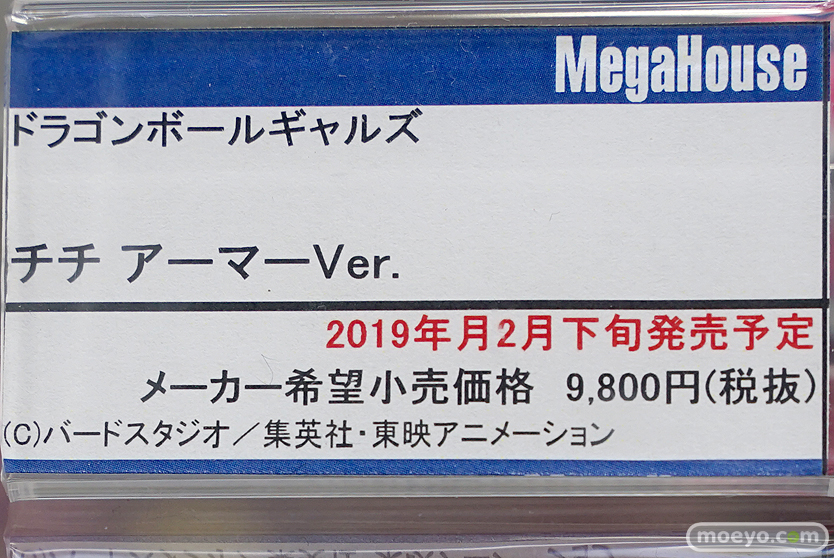 MegaHouse
ドラゴンボールギャルズ
チチ アーマーVer.
2019年月2月下旬発売予定
メーカー希望小売価格 9,800円(税抜)
(C)バードスタジオ／集英社・東映アニメーション
moeyo.com